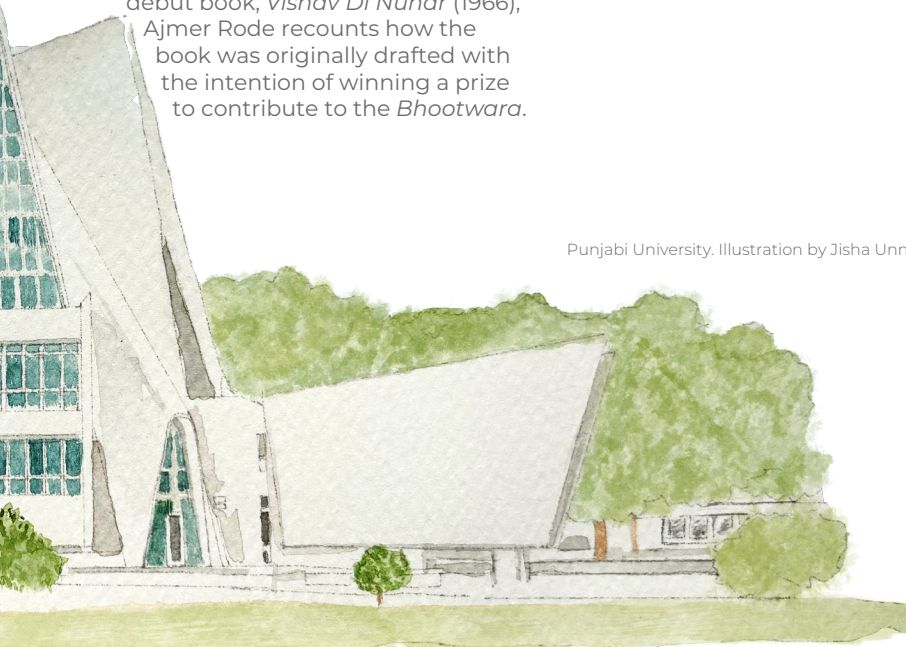 debut book, Vishav Di Nuhar (1966),
Ajmer Rode recounts how the
book was originally drafted with
the intention of winning a prize
to contribute to the Bhootwara.
Punjabi University. Illustration by Jisha